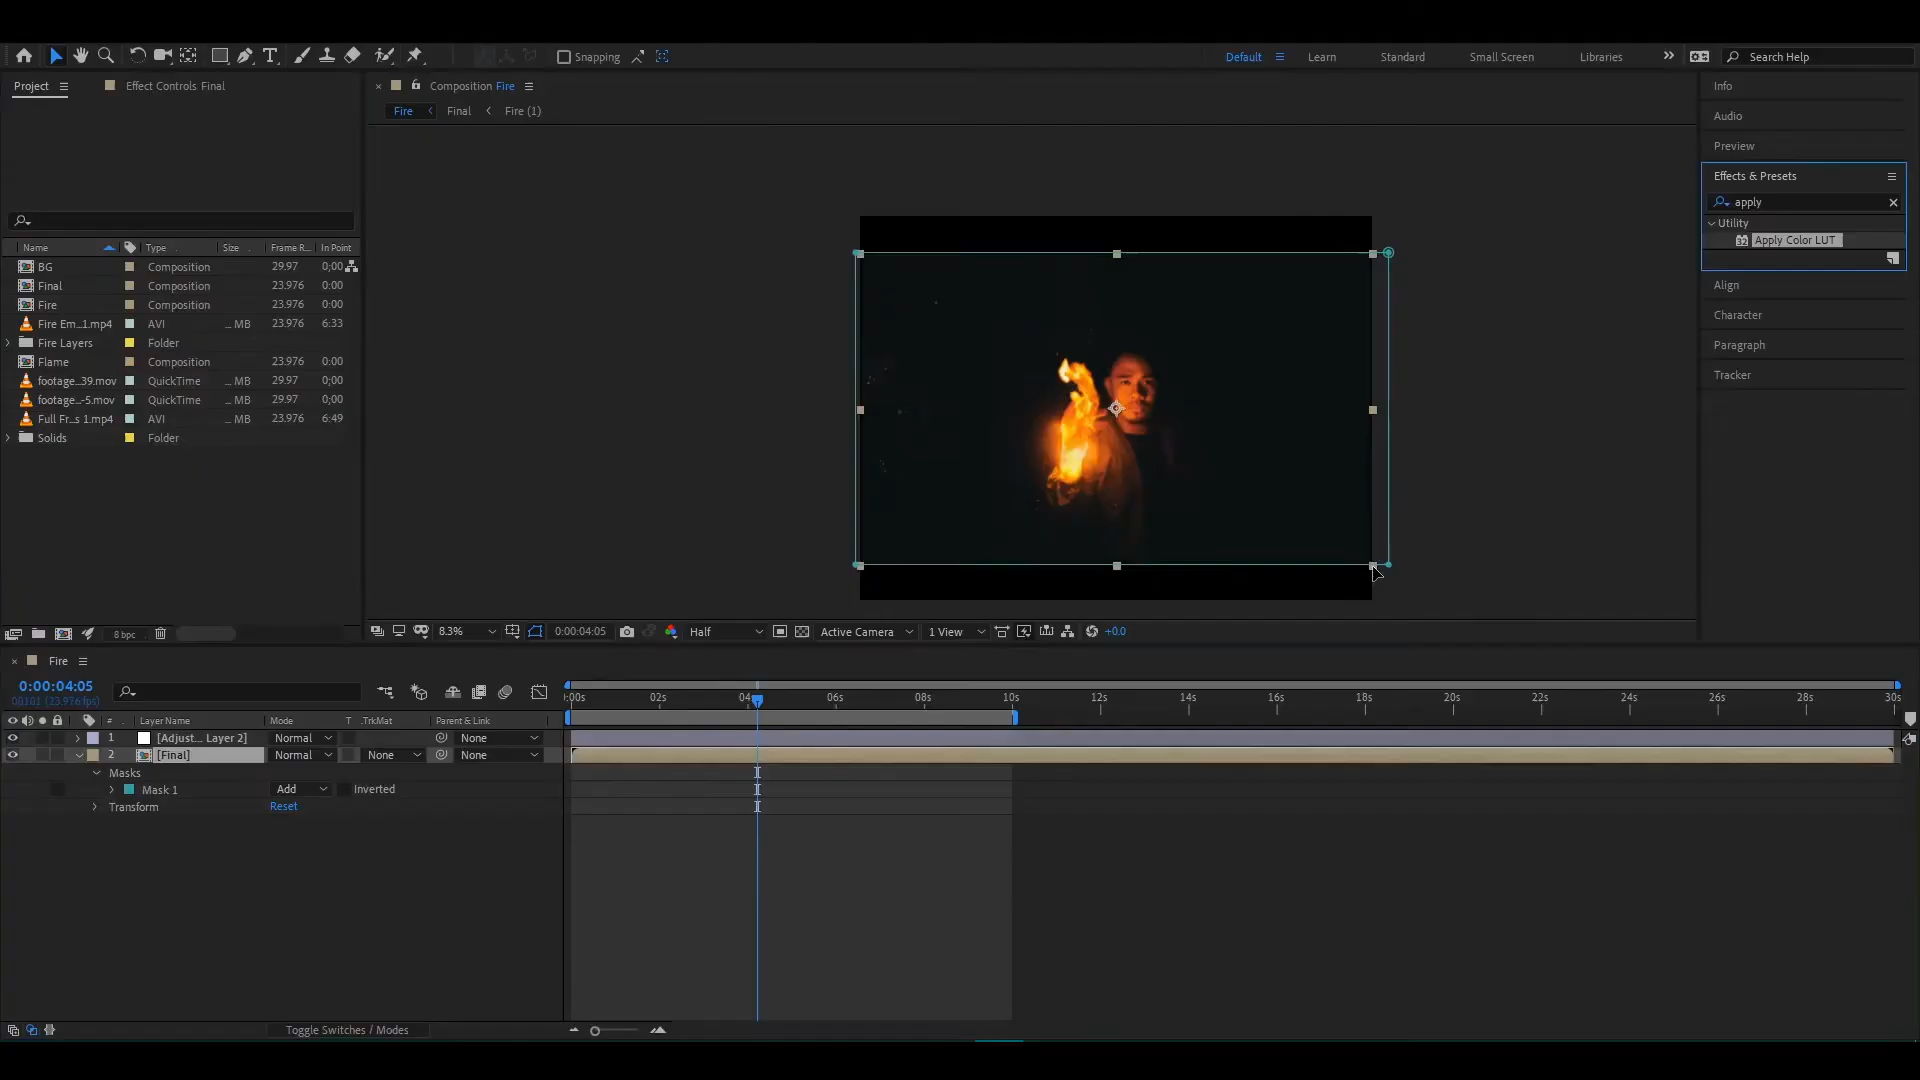 Snapping
Default
Learn
Standard
Small Screen
Libraries
Search Help
Project
Effect Controls Final
Composition Fire
Fire
Final
Fire (1)
Info
Audio
Preview
Effects & Presets
apply
Utility
32 Apply Color LUT
Align
Character
Paragraph
Tracker
Name Type Size Frame R... In Point
BG Composition 29.97 0;00
Final Composition 23.976 0:00
Fire Composition 23.976 0:00
Fire Em...1.mp4 AVI ... MB 23.976 6:33
Fire Layers Folder
Flame Composition 23.976 0:00
footage...39.mov QuickTime ... MB 29.97 0;00
footage...-5.mov QuickTime ... MB 29.97 0;00
Full Fr...s 1.mp4 AVI ... MB 23.976 6:49
Solids Folder
8 bpc
8.3%
0:00:04:05
Half
Active Camera
1 View
+0.0
Fire
0:00:04:05
00101 (23.976 fps)
:00s 02s 04s 06s 08s 10s 12s 14s 16s 18s 20s 22s 24s 26s 28s 30s
# Layer Name Mode T .TrkMat Parent & Link
1 [Adjust... Layer 2] Normal None
2 [Final] Normal None None
Masks
Mask 1 Add Inverted
Transform Reset
Toggle Switches / Modes